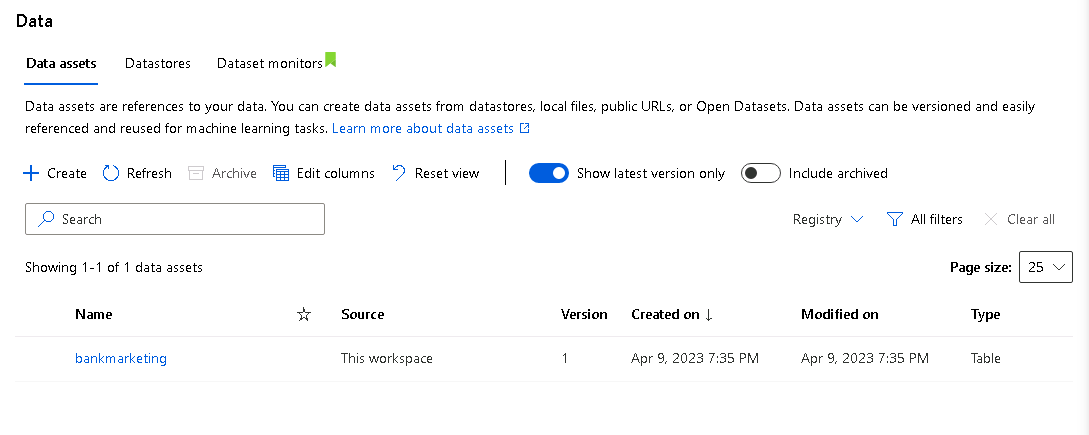 Data
Data assets Datastores Dataset monitors
Data assets are references to your data. You can create data assets from datastores, local files, public URLs, or Open Datasets. Data assets can be versioned and easily
referenced and reused for machine learning tasks. Learn more about data assets
Create Refresh Archive Edit columns Reset view Show latest version only Include archived
Search Registry All filters Clear all
Showing 1-1 of 1 data assets Page size: 25
Name Source Version Created on ↓ Modified on Type
bankmarketing This workspace 1 Apr 9, 2023 7:35 PM Apr 9, 2023 7:35 PM Table